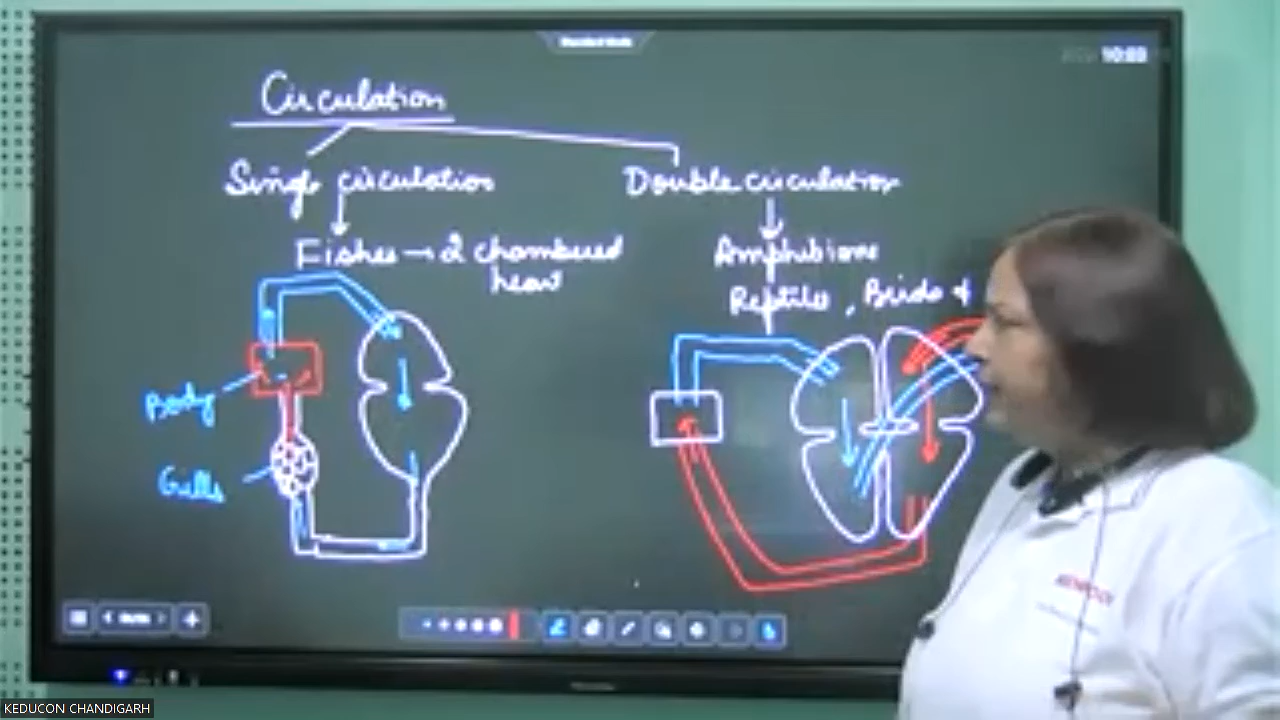 10:03
Circulation
Single circulation
Double circulation
Fishes → 2 chambered
heart
Amphibians
Reptiles, Birds &
Body
Gills
KEDUCON CHANDIGARH